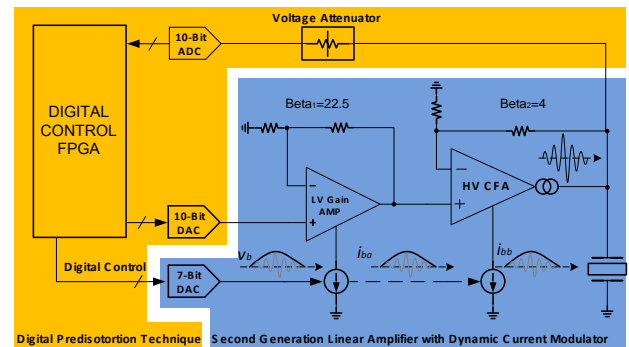 Voltage Attenuator
10-Bit
ADC
DIGITAL
CONTROL
FPGA
Beta1=22.5
Beta2=4
LV Gain
AMP
HV CFA
10-Bit
DAC
Digital Control
7-Bit
DAC
vb
iba
ibb
Digital Predisotortion Technique
Second Generation Linear Amplifier with Dynamic Current Modulator